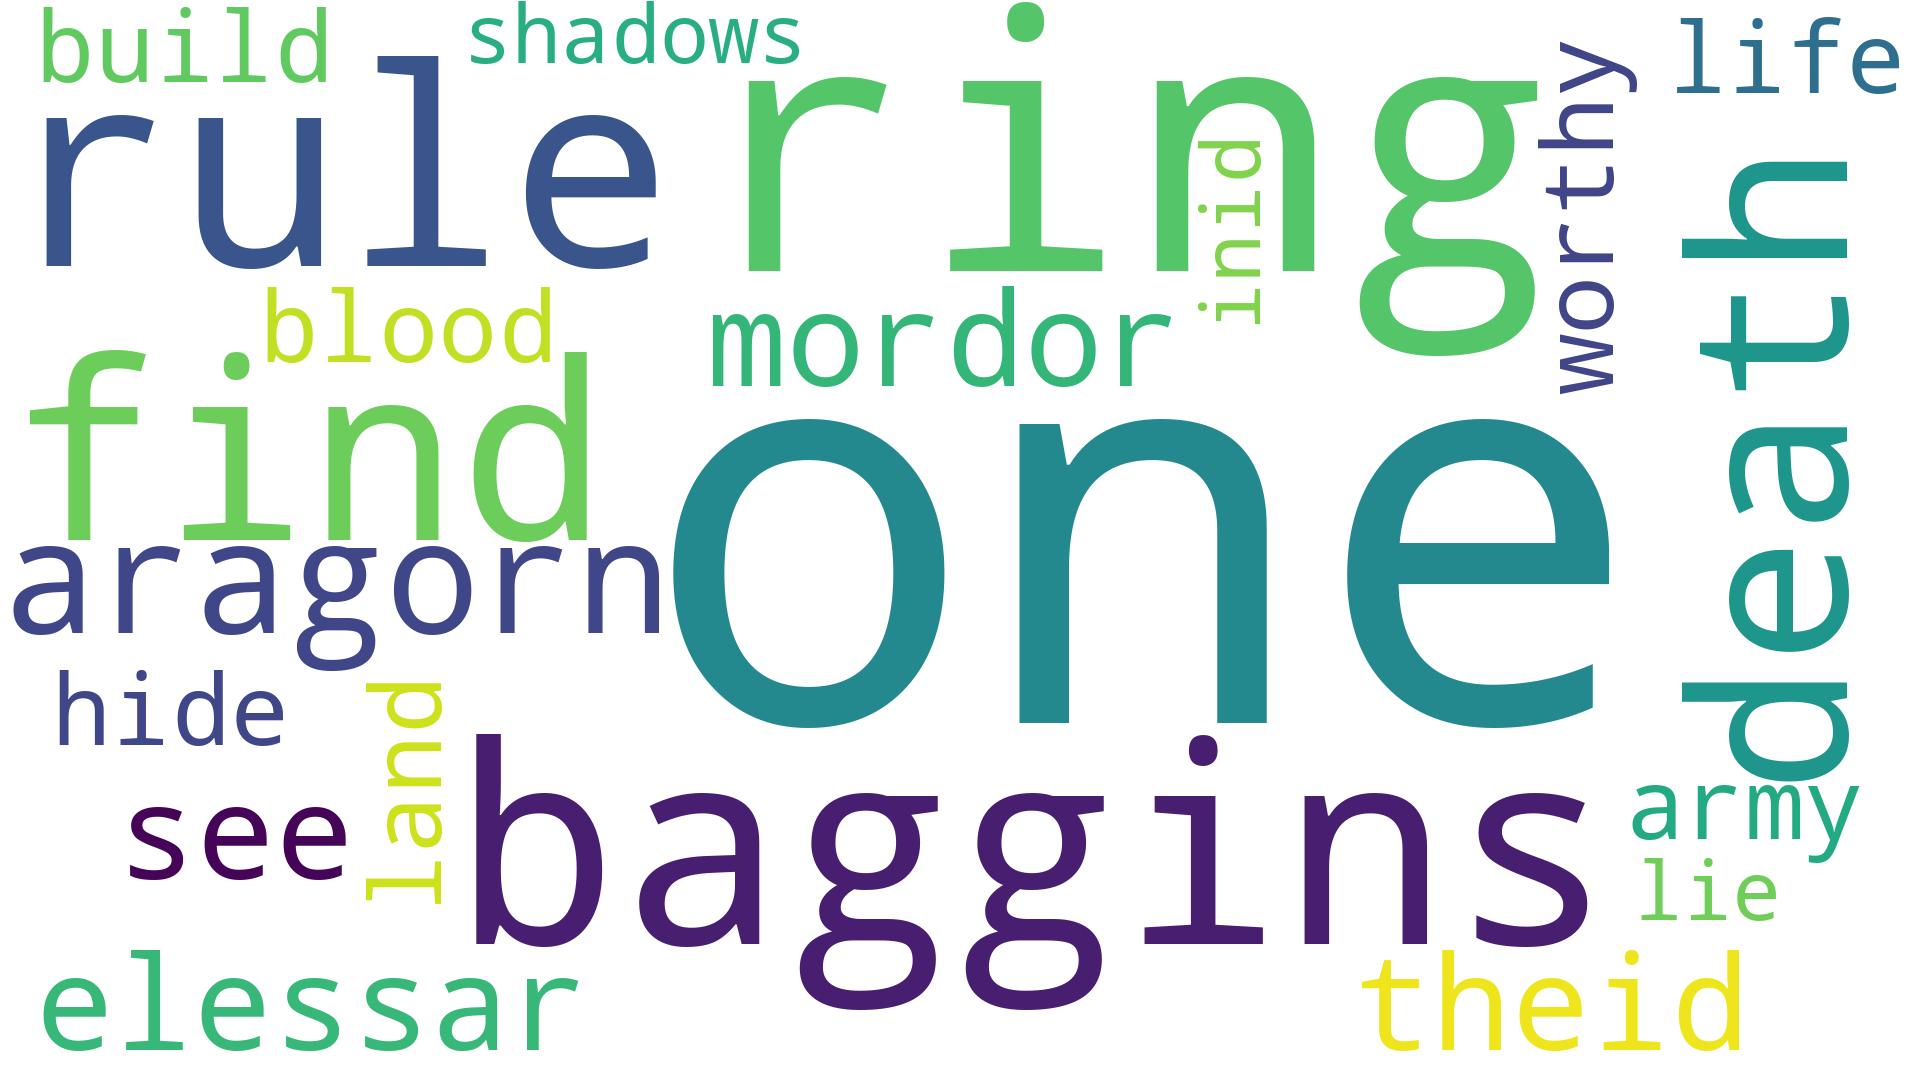 build
shadows
life
rule
ring
worthy
inid
death
blood
mordor
find
one
aragorn
hide
land
baggins
see
army
lie
elessar
theid